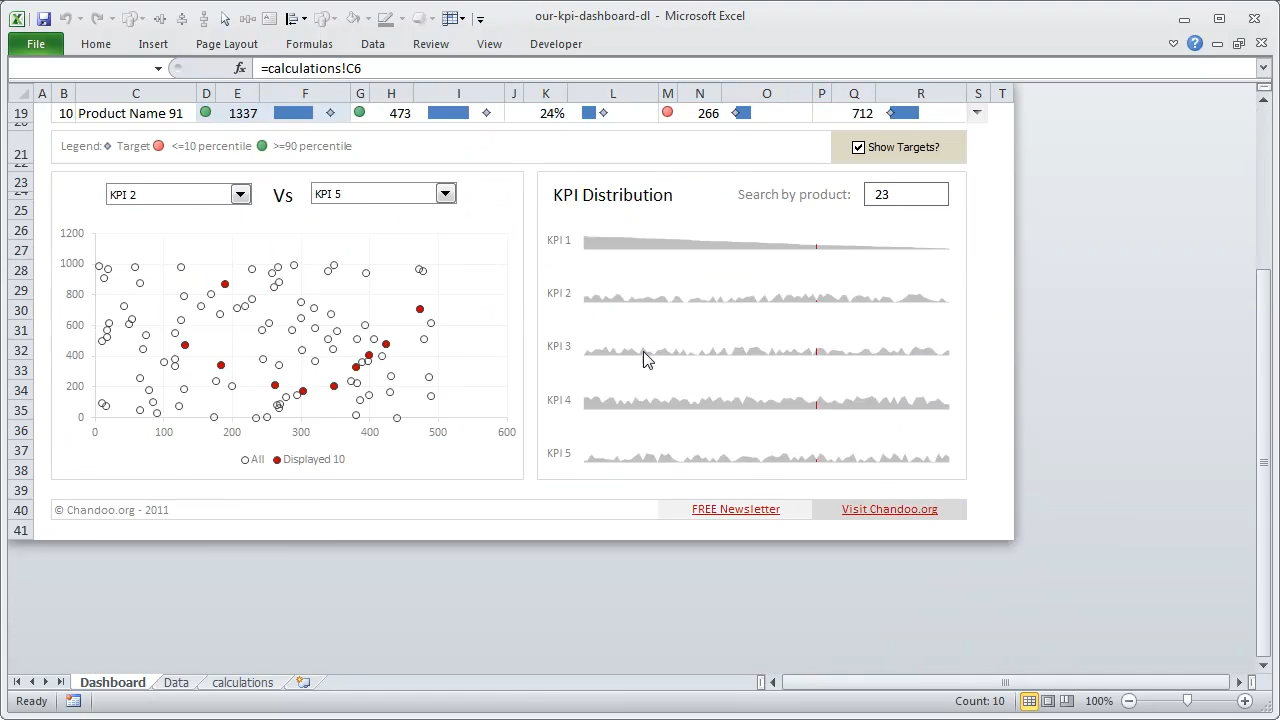 our-kpi-dashboard-dl - Microsoft Excel
File Home Insert Page Layout Formulas Data Review View Developer
fx =calculations!C6
A B C D E F G H I J K L M N O P Q R S T
19 10 Product Name 91 1337 473 24% 266 712
20
21 Legend: Target <=10 percentile >=90 percentile Show Targets?
22
23 KPI 2 Vs KPI 5 KPI Distribution Search by product: 23
24
25
26 1200 KPI 1
27
28 1000
29 800 KPI 2
30
31 600
32 400 KPI 3
33
34 200 KPI 4
35 0
36 0 100 200 300 400 500 600
37 KPI 5
38 All Displayed 10
39
40 © Chandoo.org - 2011 FREE Newsletter Visit Chandoo.org
41
Dashboard Data calculations
Ready Count: 10 100%